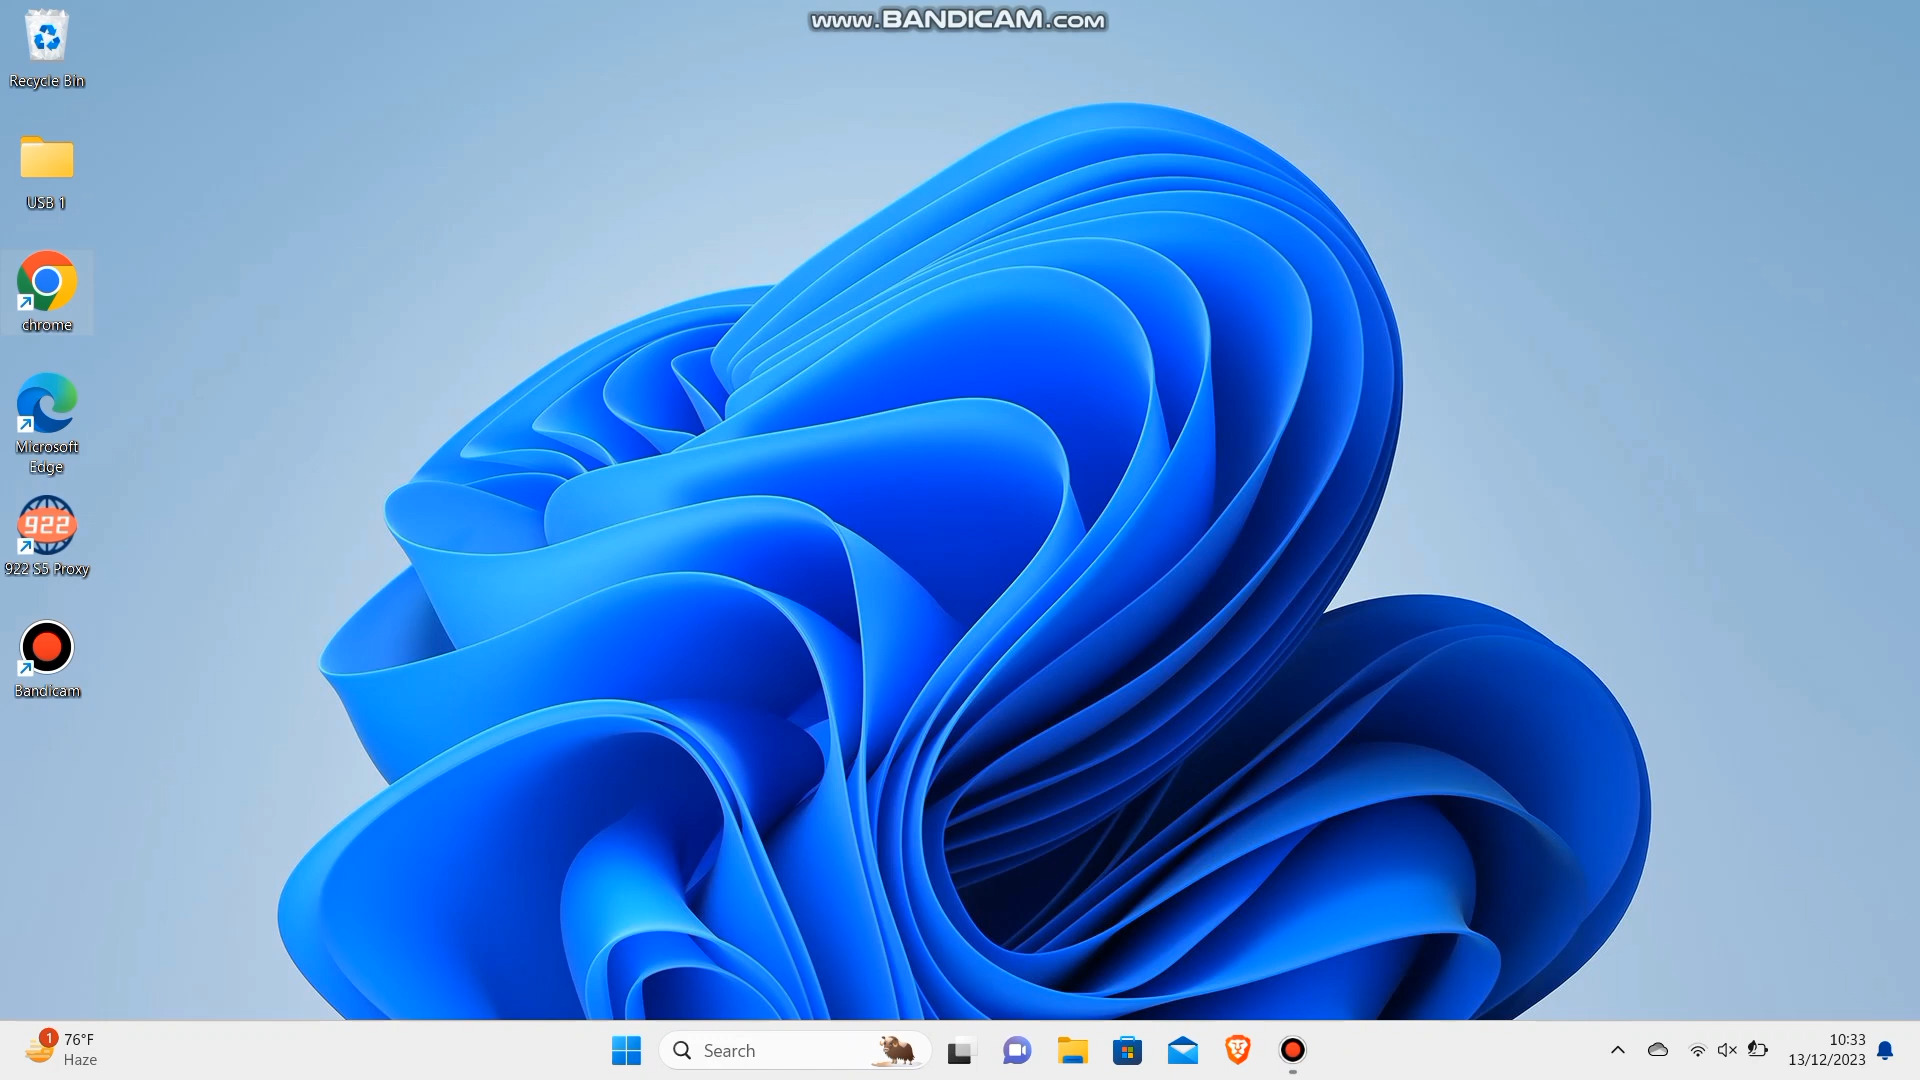 www.BANDICAM.com
Recycle Bin
USB 1
chrome
Microsoft
Edge
922
922 S5 Proxy
Bandicam
1
76°F
Haze
Search
10:33
13/12/2023